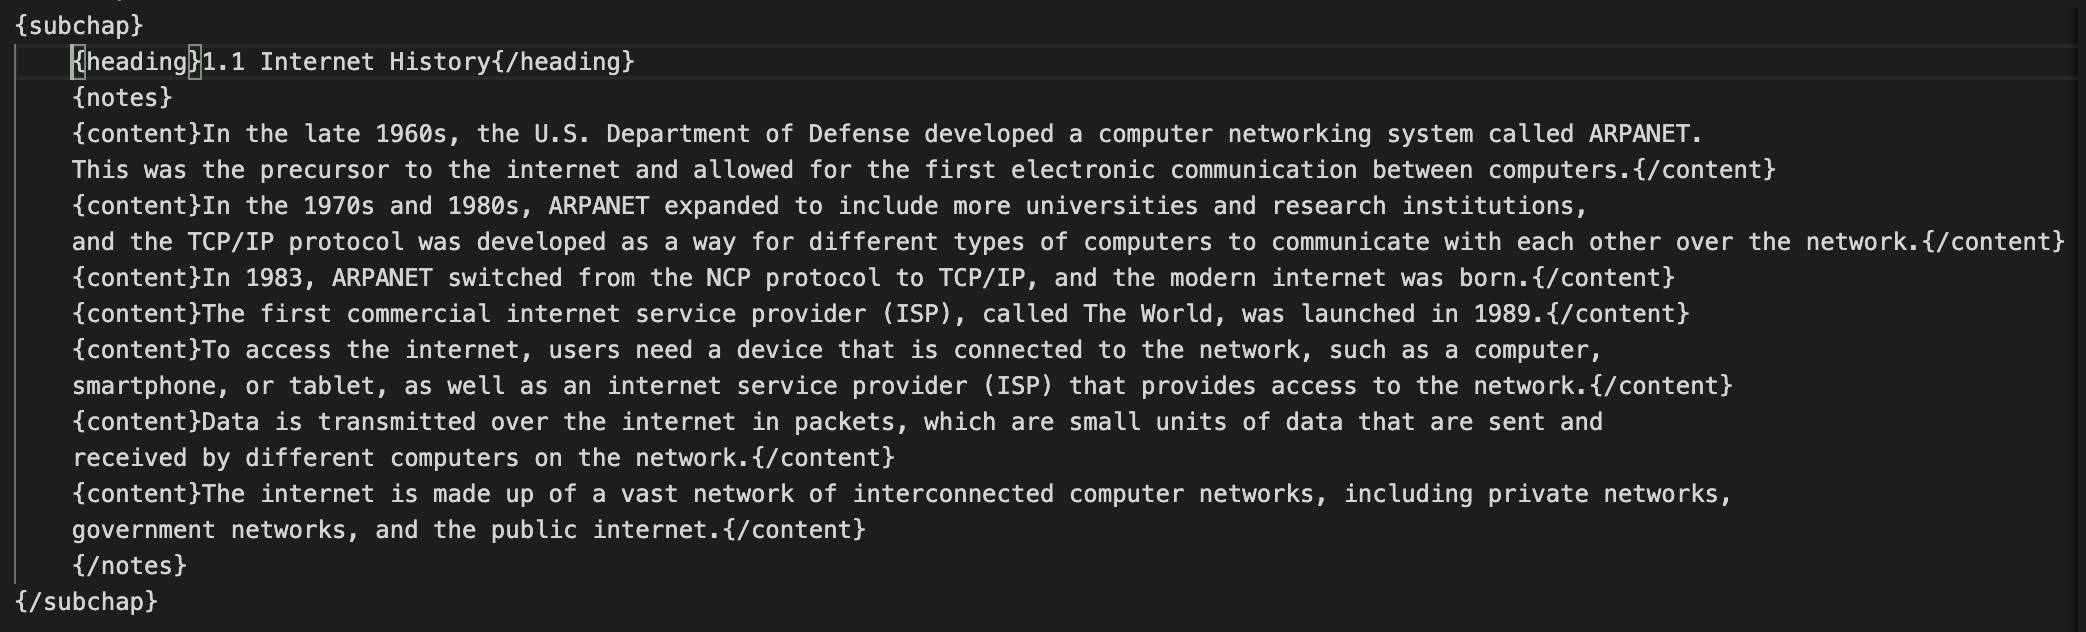 {subchap}
{heading}1.1 Internet History{/heading}
{notes}
{content}In the late 1960s, the U.S. Department of Defense developed a computer networking system called ARPANET.
This was the precursor to the internet and allowed for the first electronic communication between computers.{/content}
{content}In the 1970s and 1980s, ARPANET expanded to include more universities and research institutions,
and the TCP/IP protocol was developed as a way for different types of computers to communicate with each other over the network.{/content}
{content}In 1983, ARPANET switched from the NCP protocol to TCP/IP, and the modern internet was born.{/content}
{content}The first commercial internet service provider (ISP), called The World, was launched in 1989.{/content}
{content}To access the internet, users need a device that is connected to the network, such as a computer,
smartphone, or tablet, as well as an internet service provider (ISP) that provides access to the network.{/content}
{content}Data is transmitted over the internet in packets, which are small units of data that are sent and
received by different computers on the network.{/content}
{content}The internet is made up of a vast network of interconnected computer networks, including private networks,
government networks, and the public internet.{/content}
{/notes}
{/subchap}